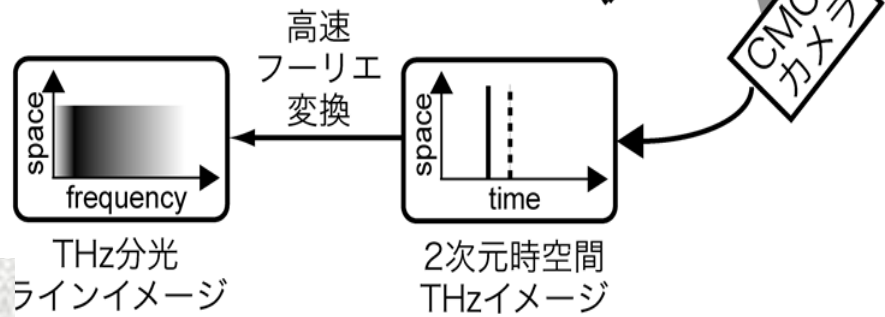 高速
フーリエ
変換
CMO
カメラ
space
frequency
space
time
THz分光
ラインイメージ
2次元時空間
THzイメージ